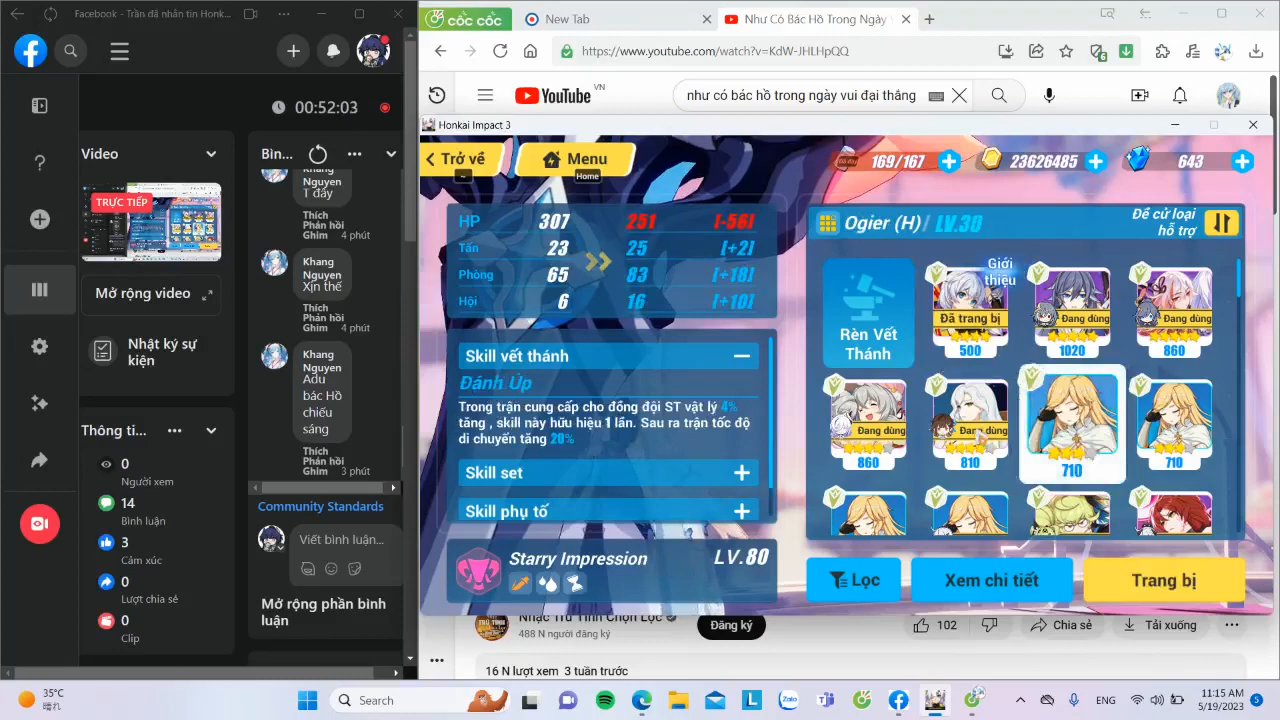 Facebook - Trần đã nhắn tin Honk...
00:52:03
Video
TRỰC TIẾP
Mở rộng video
Nhật ký sự
kiện
Thông ti...
0
Người xem
14
Bình luận
3
Cảm xúc
0
Lượt chia sẻ
0
Clip
Bìn...
Khang
Nguyen
T đây
Thích
Phản hồi
Ghim
4 phút
Khang
Nguyen
Xịn thế
Thích
Phản hồi
Ghim
4 phút
Khang
Nguyen
Adu
bác Hồ
chiếu
sáng
Thích
Phản hồi
Ghim
3 phút
Community Standards
Viết bình luận...
Mở rộng phần bình
luận
cốc cốc
New Tab
Như Có Bác Hồ Trong Ngày
https://www.youtube.com/watch?v=KdW-JHLHpQQ
6
YouTube
VN
như có bác hồ trong ngày vui đại thắng
Honkai Impact 3
Trở về
~
Menu
Home
169/167
23626485
643
HP 307 251 [-56]
Tấn 23 25 [+2]
Phòng 65 83 [+18]
Hội 6 16 [+10]
Skill vết thánh
Đánh Úp
Trong trận cung cấp cho đồng đội ST vật lý 4%
tăng , skill này hữu hiệu 1 lần. Sau ra trận tốc độ
di chuyển tăng 20%
Skill set
Skill phụ tố
Starry Impression
LV.80
Ogier (H)/ LV.30
Đề cử loại
hỗ trợ
Rèn Vết
Thánh
Giới
thiệu
Đã trang bị
500
Đang dùng
1020
Đang dùng
860
Đang dùng
860
Đang dùng
810
710
710
Lọc
Xem chi tiết
Trang bị
Nhạc Trữ Tình Chọn Lọc
488 N người đăng ký
Đăng ký
102
Chia sẻ
Tải xuống
16 N lượt xem 3 tuần trước
35°C
晴れ
Search
Zalo
ENG
11:15 AM
5/19/2023
5